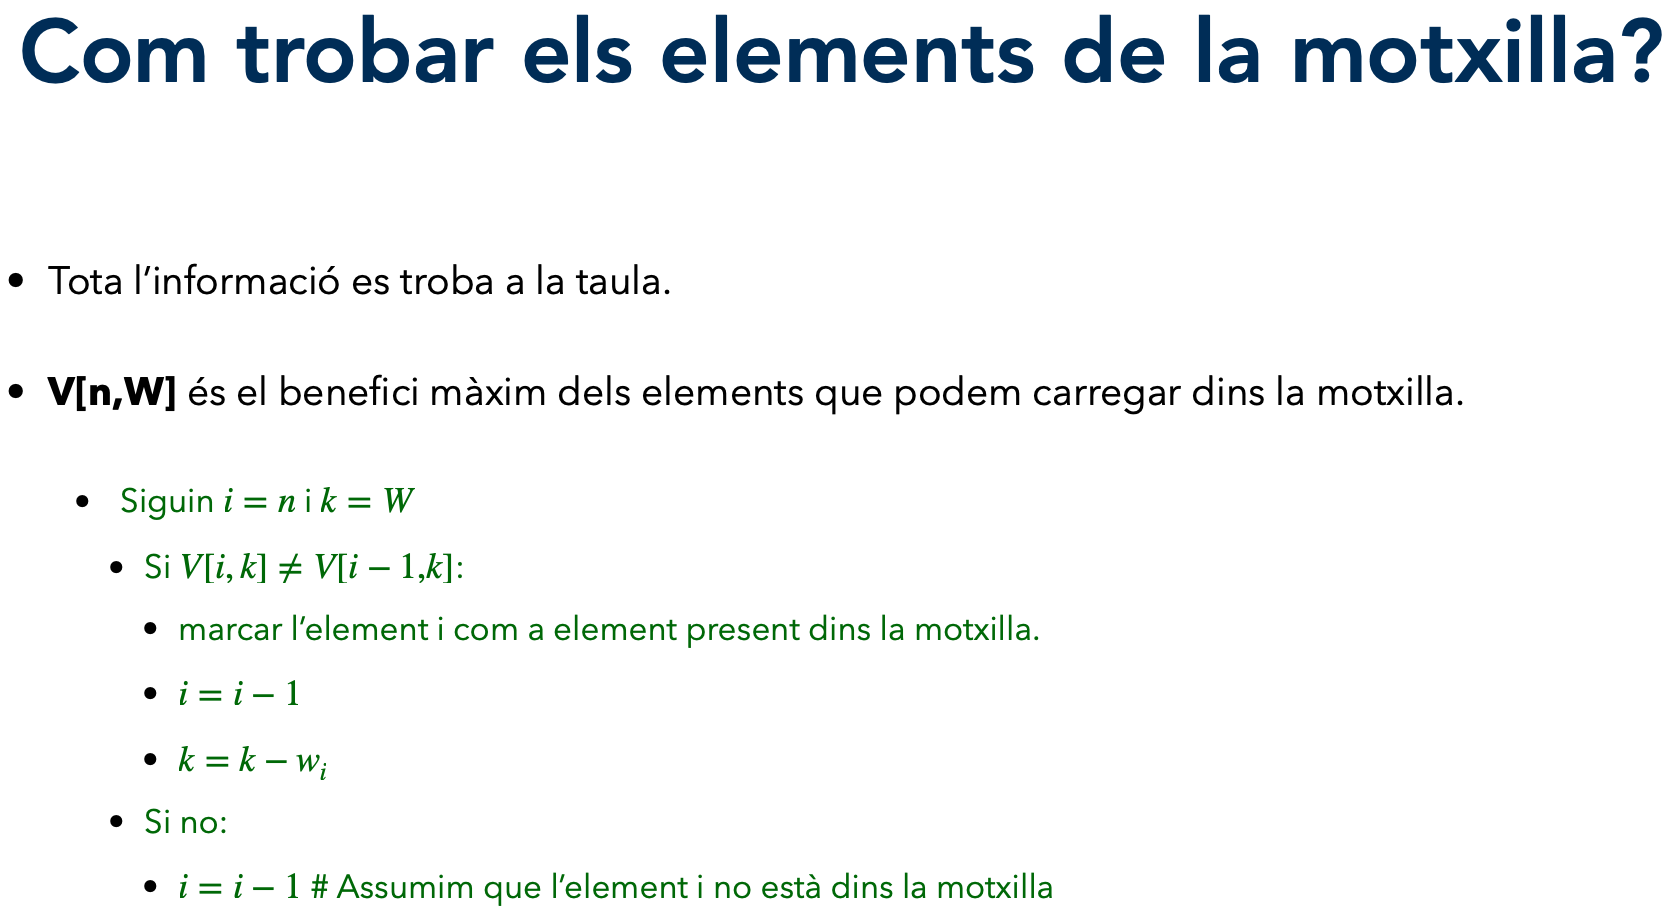 Com trobar els elements de la motxilla?
• Tota l’informació es troba a la taula.
• V[n,W] és el benefici màxim dels elements que podem carregar dins la motxilla.
• Siguin i = n i k = W
• Si V[i, k] ≠ V[i − 1,k]:
• marcar l’element i com a element present dins la motxilla.
• i = i − 1
• k = k − wᵢ
• Si no:
• i = i − 1 # Assumim que l’element i no està dins la motxilla